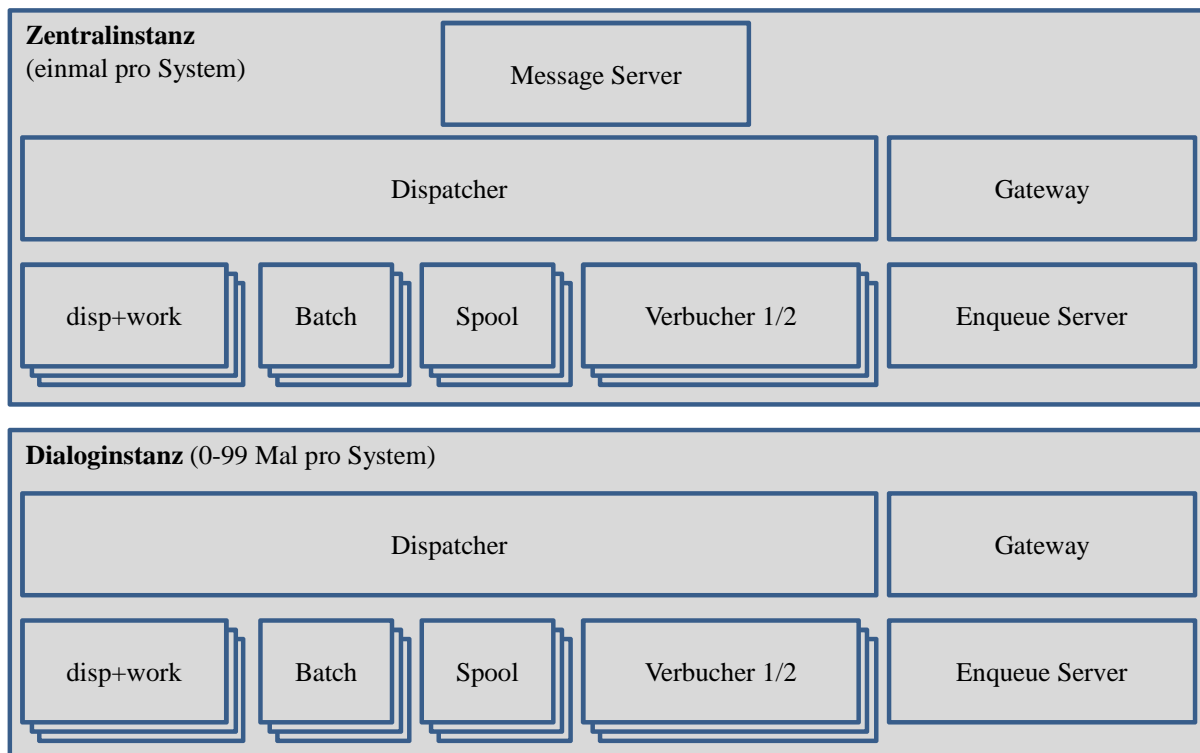 Zentralinstanz
(einmal pro System)
Message Server
Dispatcher
Gateway
disp+work
Batch
Spool
Verbucher 1/2
Enqueue Server
Dialoginstanz (0-99 Mal pro System)
Dispatcher
Gateway
disp+work
Batch
Spool
Verbucher 1/2
Enqueue Server